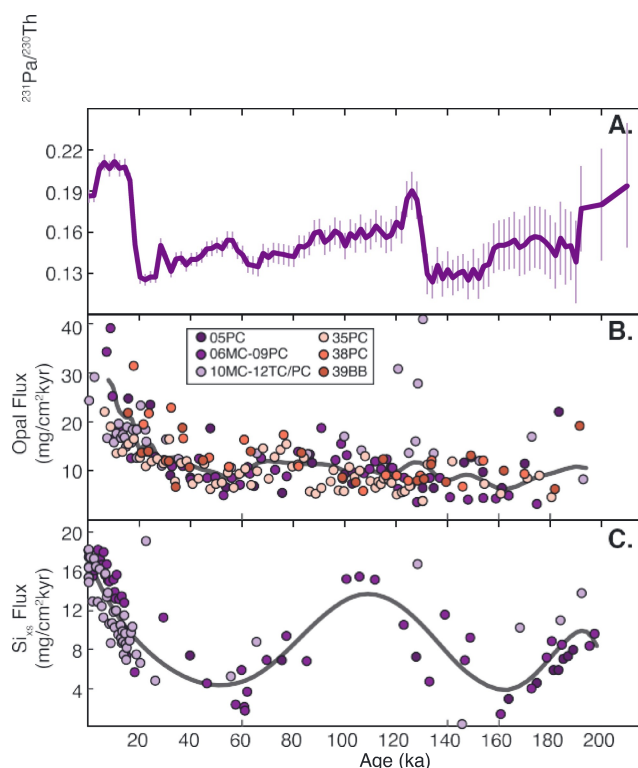 ²³¹Pa/²³⁰Th
A.
0.22
0.19
0.16
0.13
B.
40
30
20
10
Opal Flux
(mg/cm²kyr)
05PC
35PC
06MC-09PC
38PC
10MC-12TC/PC
39BB
C.
20
16
12
8
4
Siₓₛ Flux
(mg/cm²kyr)
20 40 60 80 100 120 140 160 180 200
Age (ka)